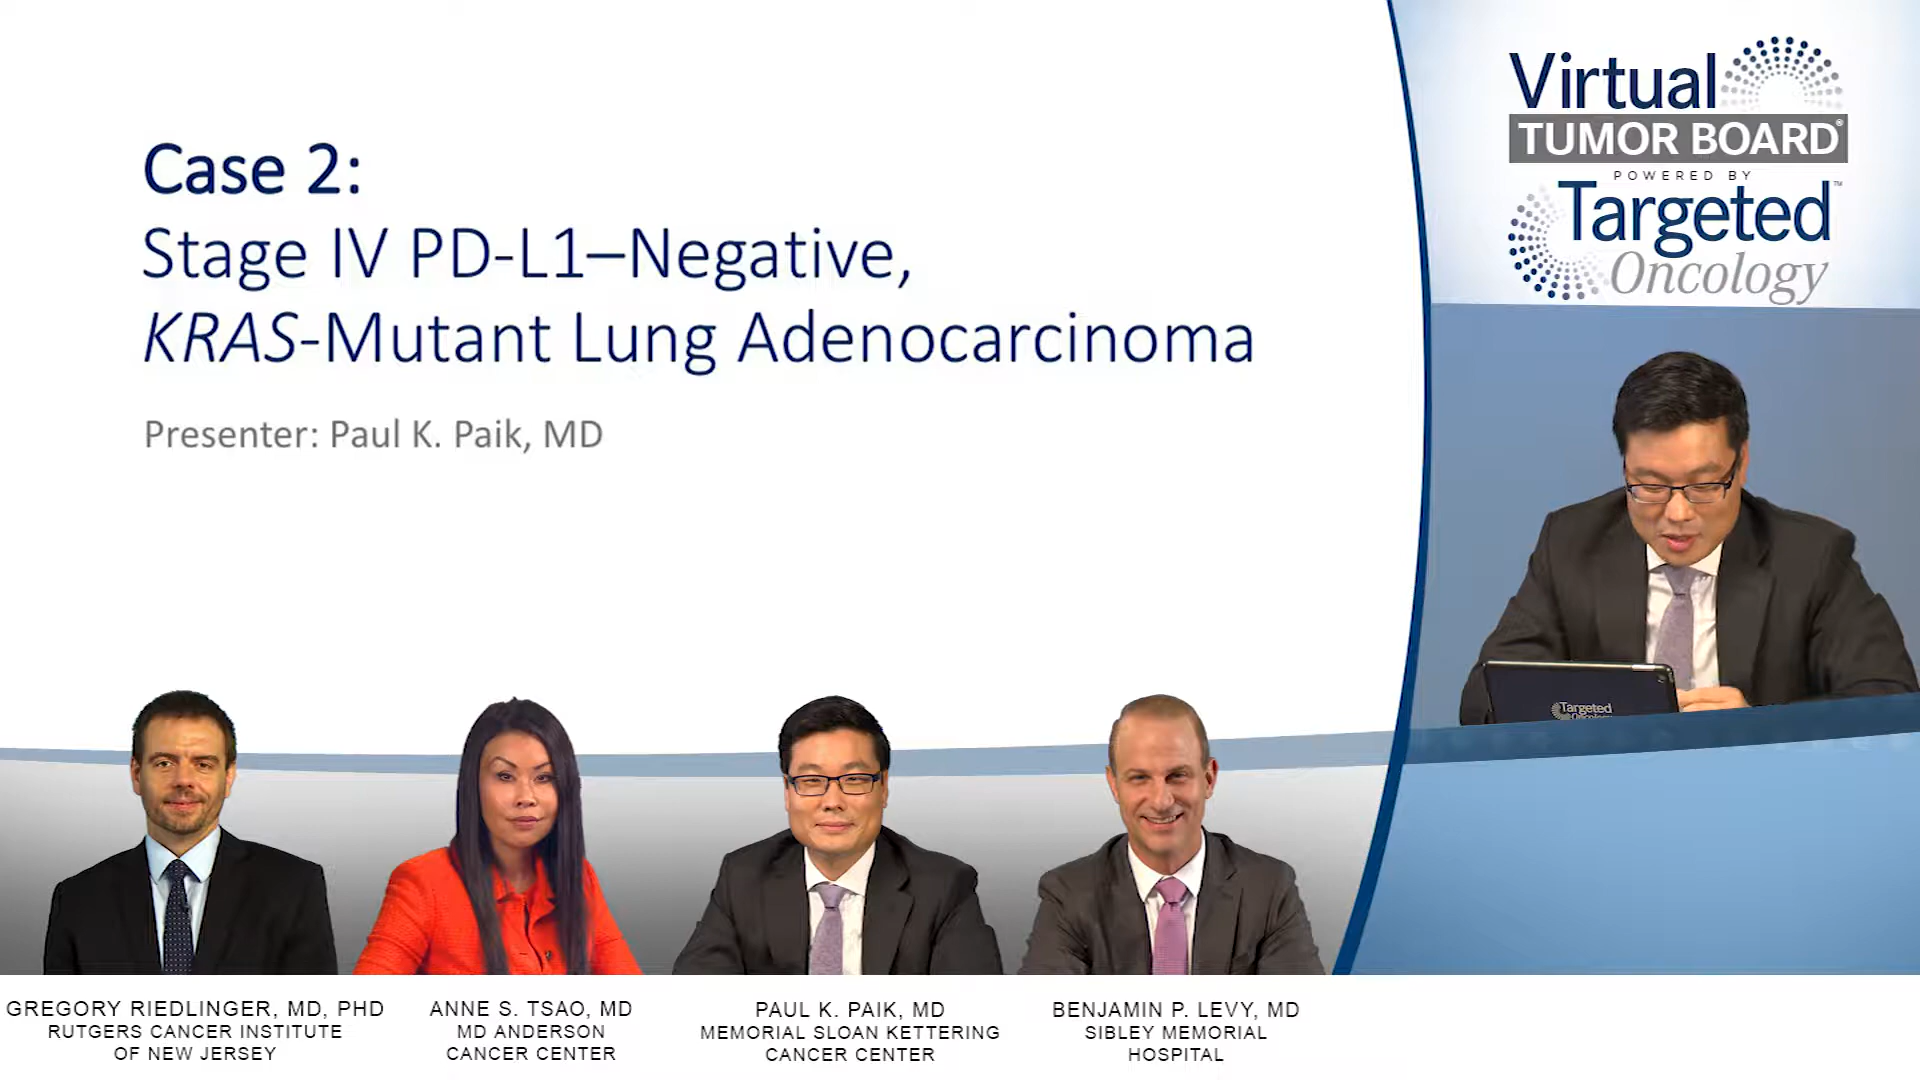 Case 2:
Stage IV PD-L1–Negative,
KRAS-Mutant Lung Adenocarcinoma
Presenter: Paul K. Paik, MD
Virtual
TUMOR BOARD®
POWERED BY
Targeted™
Oncology
Targeted
Oncology
GREGORY RIEDLINGER, MD, PHD
RUTGERS CANCER INSTITUTE
OF NEW JERSEY
ANNE S. TSAO, MD
MD ANDERSON
CANCER CENTER
PAUL K. PAIK, MD
MEMORIAL SLOAN KETTERING
CANCER CENTER
BENJAMIN P. LEVY, MD
SIBLEY MEMORIAL
HOSPITAL